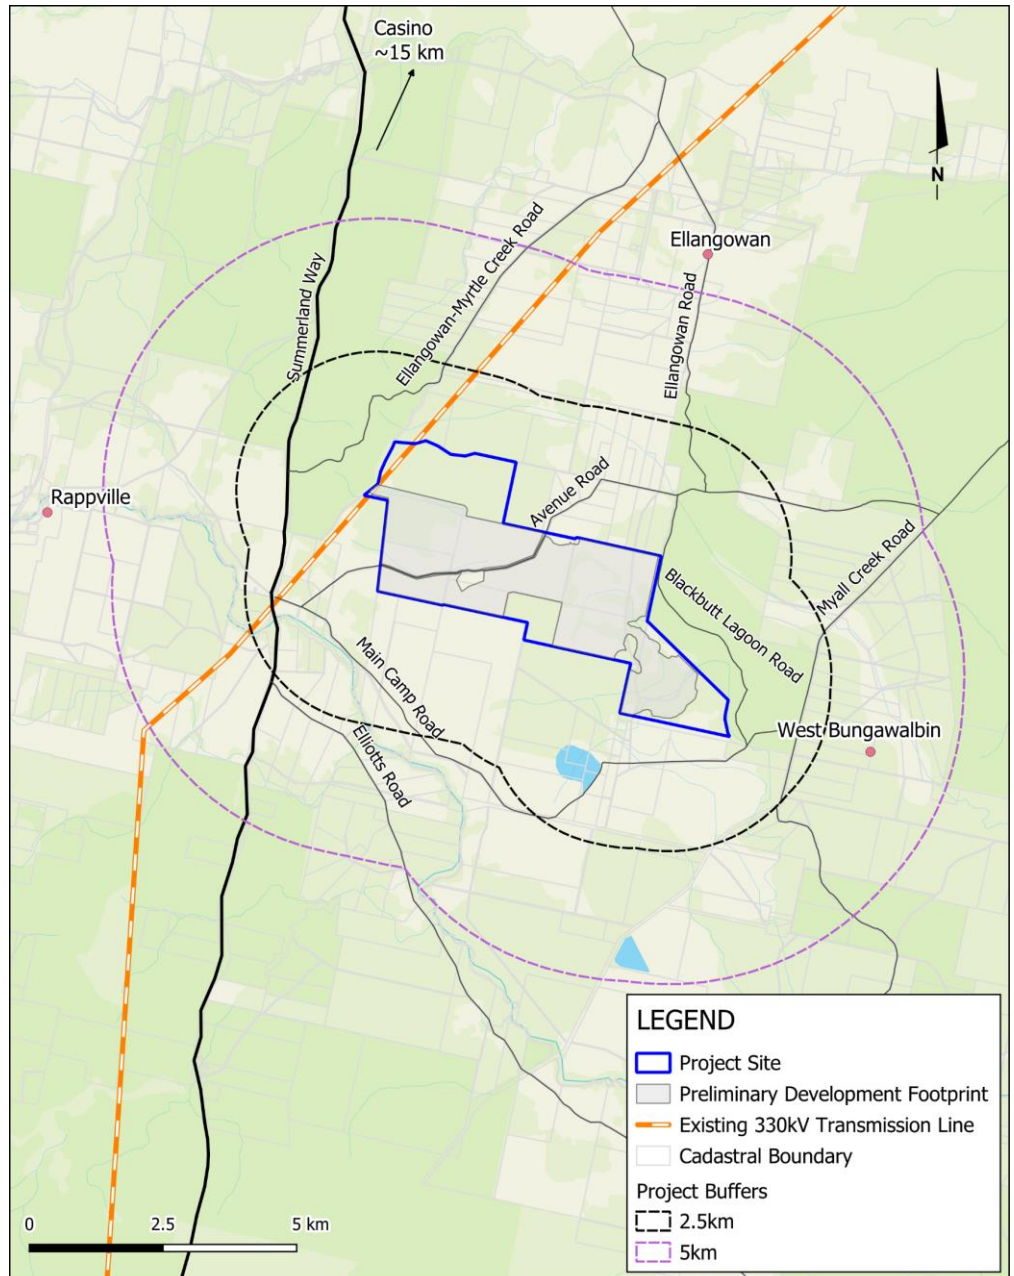 Casino
~15 km
N
Ellangowan-Myrtle Creek Road
Ellangowan
Summerland Way
Ellangowan Road
Rappville
Avenue Road
Myall Creek Road
Blackbutt Lagoon Road
Main Camp Road
Elliotts Road
West Bungawalbin
LEGEND
Project Site
Preliminary Development Footprint
Existing 330kV Transmission Line
Cadastral Boundary
Project Buffers
2.5km
5km
0 2.5 5 km